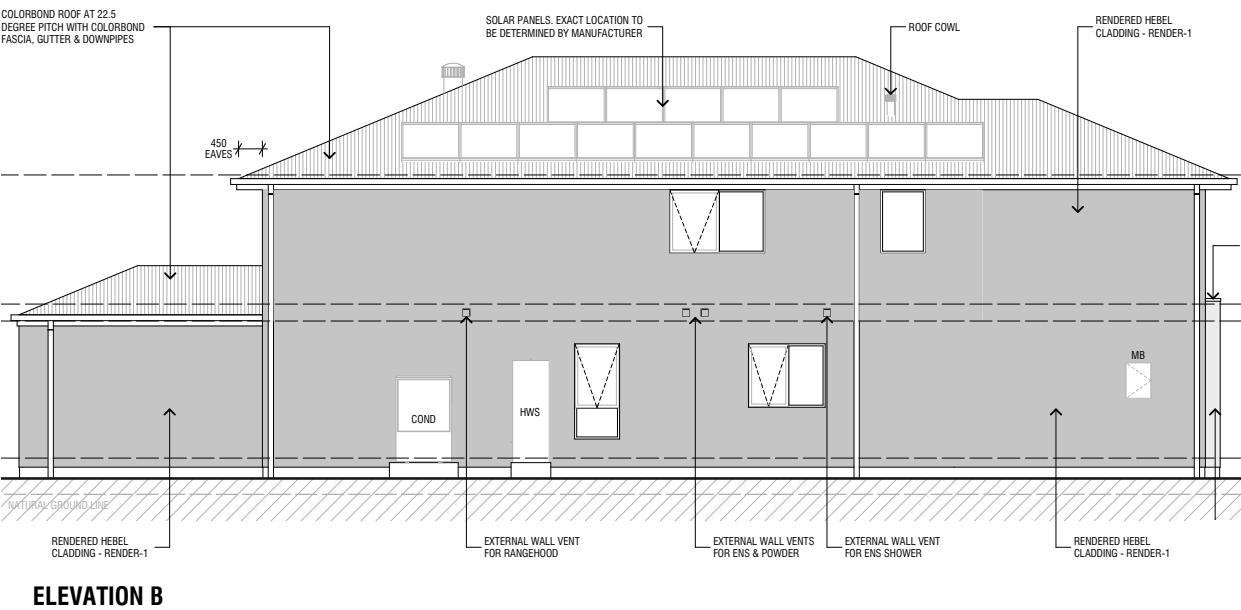 COLORBOND ROOF AT 22.5
DEGREE PITCH WITH COLORBOND
FASCIA, GUTTER & DOWNPIPES
SOLAR PANELS. EXACT LOCATION TO
BE DETERMINED BY MANUFACTURER
ROOF COWL
RENDERED HEBEL
CLADDING - RENDER-1
450
EAVES
MB
COND
HWS
NATURAL GROUND LINE
RENDERED HEBEL
CLADDING - RENDER-1
EXTERNAL WALL VENT
FOR RANGEHOOD
EXTERNAL WALL VENTS
FOR ENS & POWDER
EXTERNAL WALL VENT
FOR ENS SHOWER
RENDERED HEBEL
CLADDING - RENDER-1
ELEVATION B